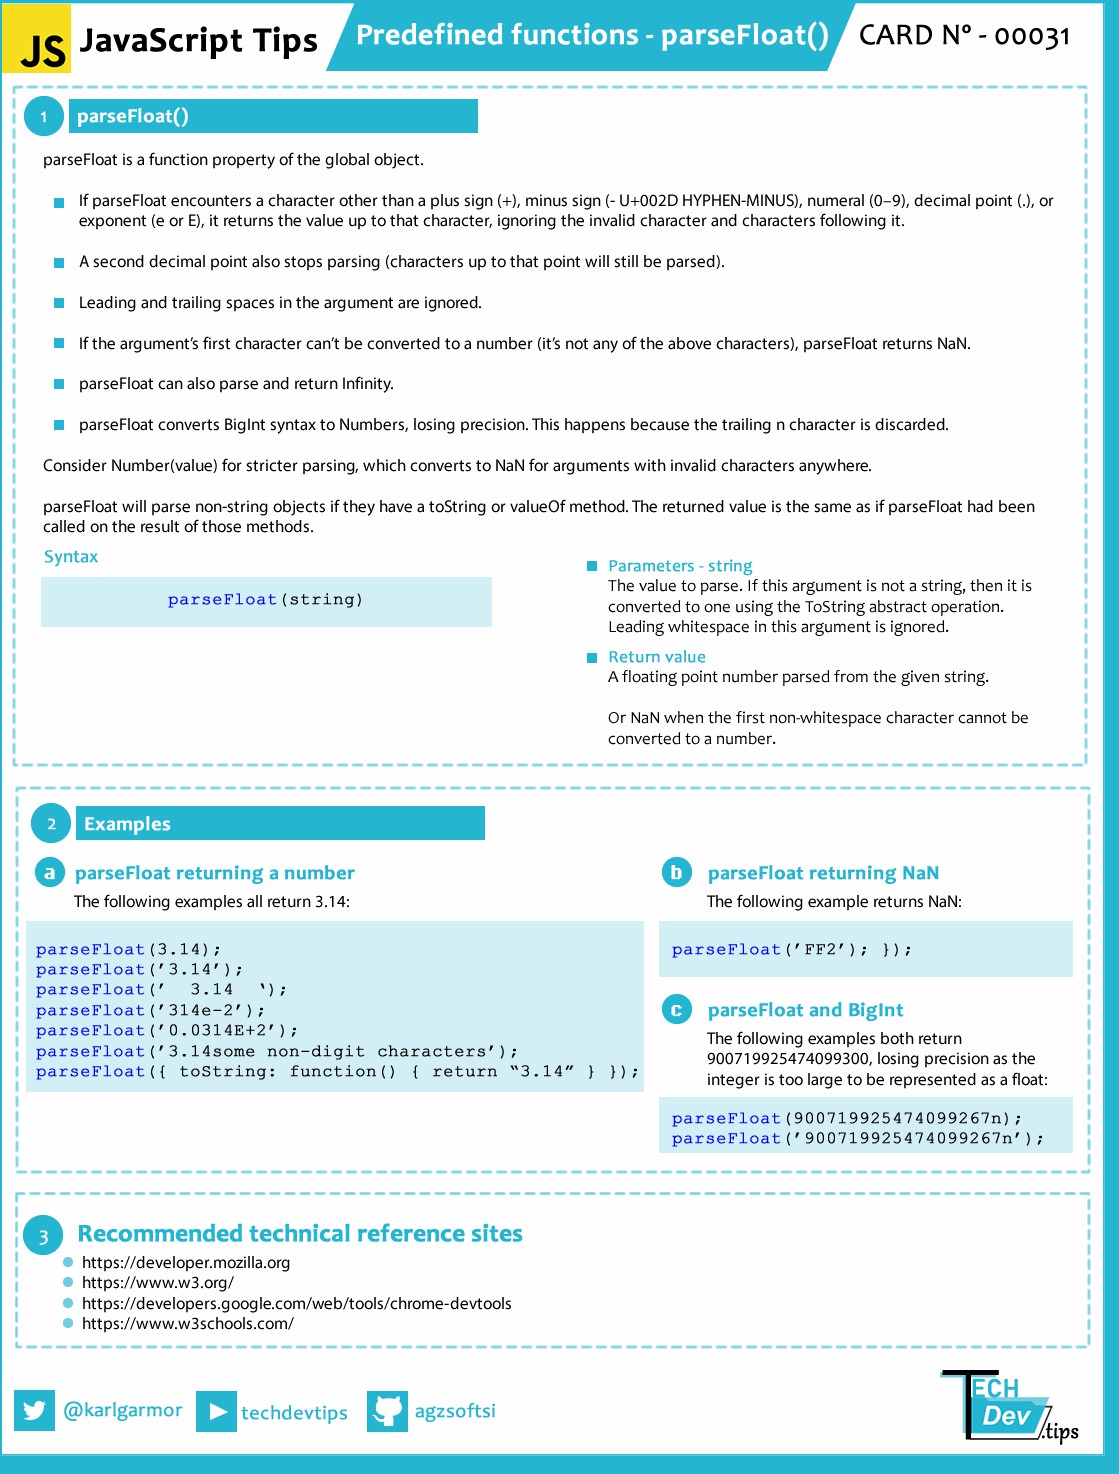 JS JavaScript Tips
Predefined functions - parseFloat()
CARD Nº - 00031
1 parseFloat()
parseFloat is a function property of the global object.
If parseFloat encounters a character other than a plus sign (+), minus sign (- U+002D HYPHEN-MINUS), numeral (0–9), decimal point (.), or
exponent (e or E), it returns the value up to that character, ignoring the invalid character and characters following it.
A second decimal point also stops parsing (characters up to that point will still be parsed).
Leading and trailing spaces in the argument are ignored.
If the argument's first character can't be converted to a number (it's not any of the above characters), parseFloat returns NaN.
parseFloat can also parse and return Infinity.
parseFloat converts BigInt syntax to Numbers, losing precision. This happens because the trailing n character is discarded.
Consider Number(value) for stricter parsing, which converts to NaN for arguments with invalid characters anywhere.
parseFloat will parse non-string objects if they have a toString or valueOf method. The returned value is the same as if parseFloat had been
called on the result of those methods.
Syntax
parseFloat(string)
Parameters - string
The value to parse. If this argument is not a string, then it is
converted to one using the ToString abstract operation.
Leading whitespace in this argument is ignored.
Return value
A floating point number parsed from the given string.
Or NaN when the first non-whitespace character cannot be
converted to a number.
2 Examples
a parseFloat returning a number
The following examples all return 3.14:
parseFloat(3.14);
parseFloat('3.14');
parseFloat('  3.14  ‘);
parseFloat('314e-2');
parseFloat('0.0314E+2');
parseFloat('3.14some non-digit characters');
parseFloat({ toString: function() { return “3.14” } });
b parseFloat returning NaN
The following example returns NaN:
parseFloat('FF2'); });
c parseFloat and BigInt
The following examples both return
900719925474099300, losing precision as the
integer is too large to be represented as a float:
parseFloat(900719925474099267n);
parseFloat('900719925474099267n');
3 Recommended technical reference sites
https://developer.mozilla.org
https://www.w3.org/
https://developers.google.com/web/tools/chrome-devtools
https://www.w3schools.com/
@karlgarmor
techdevtips
agzsoftsi
TECH
Dev
.tips